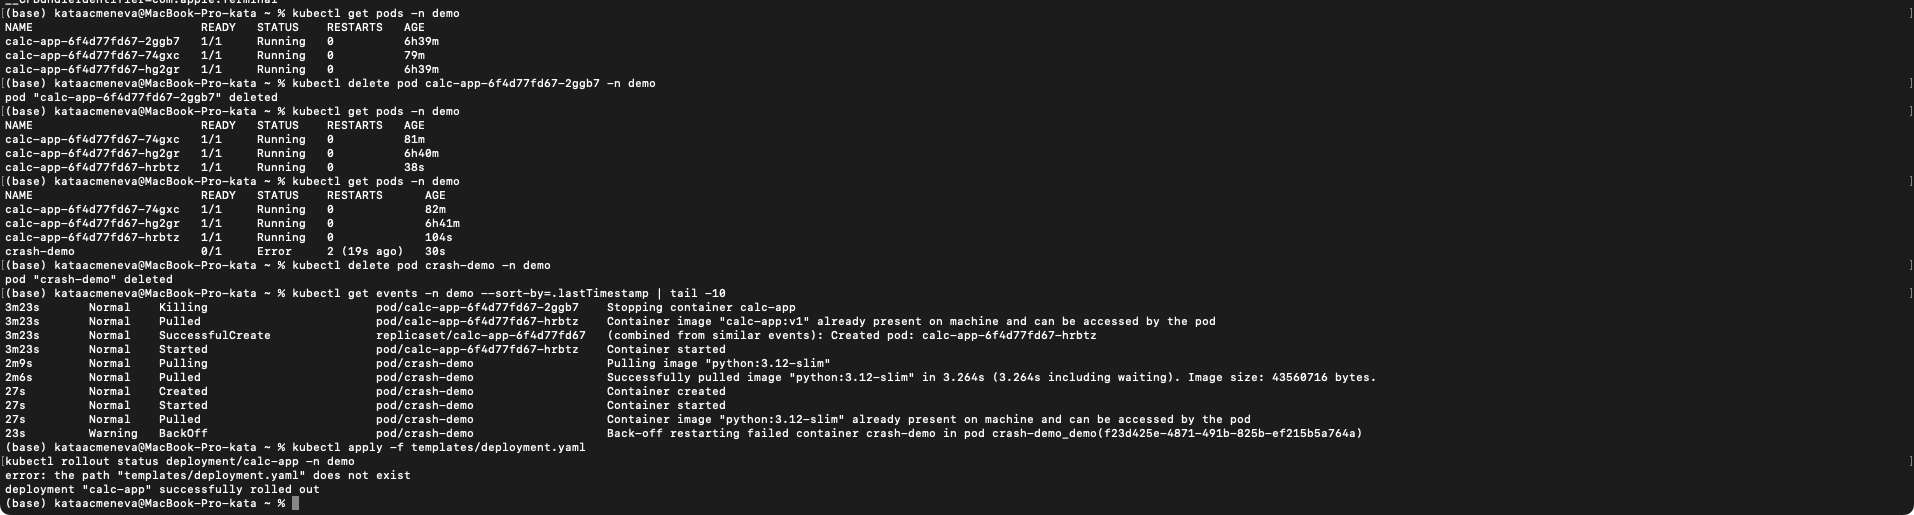 __CFBundleIdentifier=com.apple.Terminal
[(base) kataacmeneva@MacBook-Pro-kata ~ % kubectl get pods -n demo ]
NAME READY STATUS RESTARTS AGE
calc-app-6f4d77fd67-2ggb7 1/1 Running 0 6h39m
calc-app-6f4d77fd67-74gxc 1/1 Running 0 79m
calc-app-6f4d77fd67-hg2gr 1/1 Running 0 6h39m
[(base) kataacmeneva@MacBook-Pro-kata ~ % kubectl delete pod calc-app-6f4d77fd67-2ggb7 -n demo ]
pod "calc-app-6f4d77fd67-2ggb7" deleted
[(base) kataacmeneva@MacBook-Pro-kata ~ % kubectl get pods -n demo ]
NAME READY STATUS RESTARTS AGE
calc-app-6f4d77fd67-74gxc 1/1 Running 0 81m
calc-app-6f4d77fd67-hg2gr 1/1 Running 0 6h40m
calc-app-6f4d77fd67-hrbtz 1/1 Running 0 38s
[(base) kataacmeneva@MacBook-Pro-kata ~ % kubectl get pods -n demo ]
NAME READY STATUS RESTARTS AGE
calc-app-6f4d77fd67-74gxc 1/1 Running 0 82m
calc-app-6f4d77fd67-hg2gr 1/1 Running 0 6h41m
calc-app-6f4d77fd67-hrbtz 1/1 Running 0 104s
crash-demo 0/1 Error 2 (19s ago) 30s
[(base) kataacmeneva@MacBook-Pro-kata ~ % kubectl delete pod crash-demo -n demo ]
pod "crash-demo" deleted
[(base) kataacmeneva@MacBook-Pro-kata ~ % kubectl get events -n demo --sort-by=.lastTimestamp | tail -10 ]
3m23s Normal Killing pod/calc-app-6f4d77fd67-2ggb7 Stopping container calc-app
3m23s Normal Pulled pod/calc-app-6f4d77fd67-hrbtz Container image "calc-app:v1" already present on machine and can be accessed by the pod
3m23s Normal SuccessfulCreate replicaset/calc-app-6f4d77fd67 (combined from similar events): Created pod: calc-app-6f4d77fd67-hrbtz
3m23s Normal Started pod/calc-app-6f4d77fd67-hrbtz Container started
2m9s Normal Pulling pod/crash-demo Pulling image "python:3.12-slim"
2m6s Normal Pulled pod/crash-demo Successfully pulled image "python:3.12-slim" in 3.264s (3.264s including waiting). Image size: 43560716 bytes.
27s Normal Created pod/crash-demo Container created
27s Normal Started pod/crash-demo Container started
27s Normal Pulled pod/crash-demo Container image "python:3.12-slim" already present on machine and can be accessed by the pod
23s Warning BackOff pod/crash-demo Back-off restarting failed container crash-demo in pod crash-demo_demo(f23d425e-4871-491b-825b-ef215b5a764a)
(base) kataacmeneva@MacBook-Pro-kata ~ % kubectl apply -f templates/deployment.yaml
[kubectl rollout status deployment/calc-app -n demo ]
error: the path "templates/deployment.yaml" does not exist
deployment "calc-app" successfully rolled out
(base) kataacmeneva@MacBook-Pro-kata ~ %